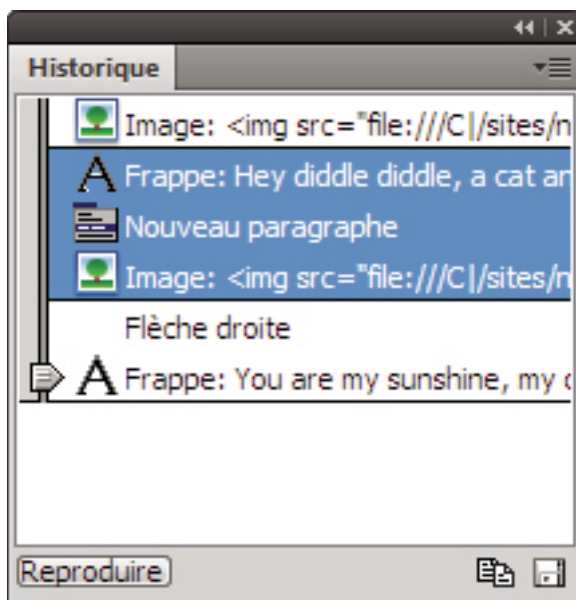 Historique
Image: <img src="file:///C|/sites/n
Frappe: Hey diddle diddle, a cat an
Nouveau paragraphe
Image: <img src="file:///C|/sites/n
Flèche droite
Frappe: You are my sunshine, my
Reproduire